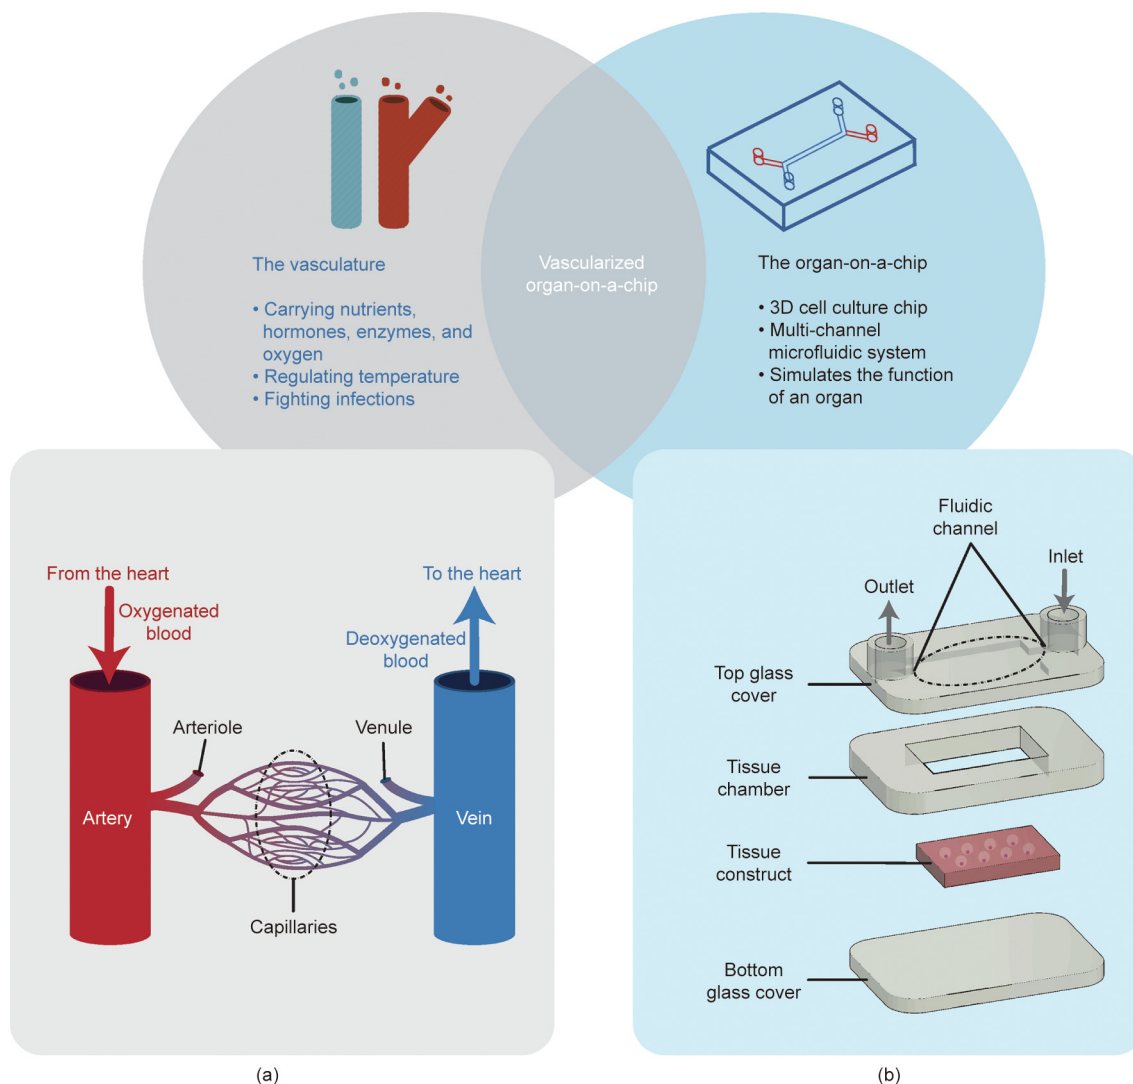 The vasculature
• Carrying nutrients,
hormones, enzymes, and
oxygen
• Regulating temperature
• Fighting infections
Vascularized
organ-on-a-chip
The organ-on-a-chip
• 3D cell culture chip
• Multi-channel
microfluidic system
• Simulates the function
of an organ
From the heart
Oxygenated
blood
To the heart
Deoxygenated
blood
Arteriole
Venule
Artery
Vein
Capillaries
(a)
Fluidic
channel
Inlet
Outlet
Top glass
cover
Tissue
chamber
Tissue
construct
Bottom
glass cover
(b)